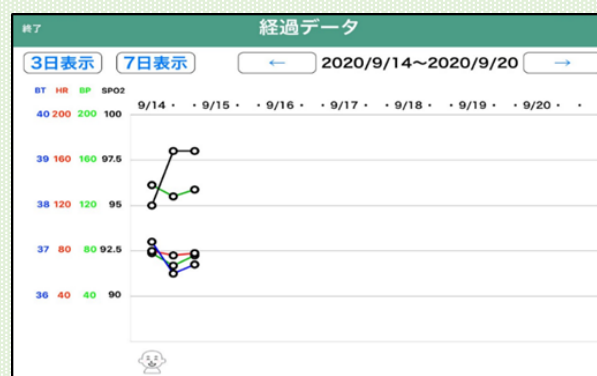 終了 経過データ
3日表示 7日表示 ← 2020/9/14～2020/9/20 →
BT HR BP SPO2
9/14 ・ ・ 9/15 ・ ・ 9/16 ・ ・ 9/17 ・ ・ 9/18 ・ ・ 9/19 ・ ・ 9/20 ・ ・
40 200 200 100
39 160 160 97.5
38 120 120 95
37 80 80 92.5
36 40 40 90